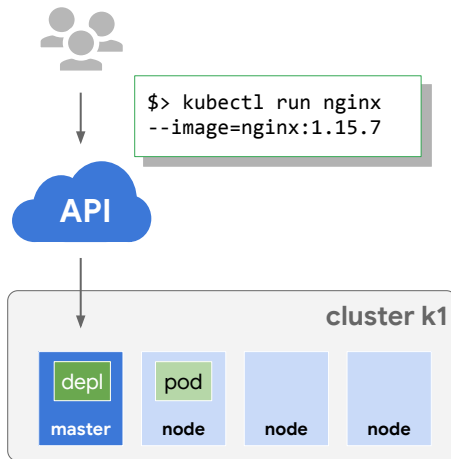 $> kubectl run nginx
--image=nginx:1.15.7
API
cluster k1
depl
pod
master
node
node
node